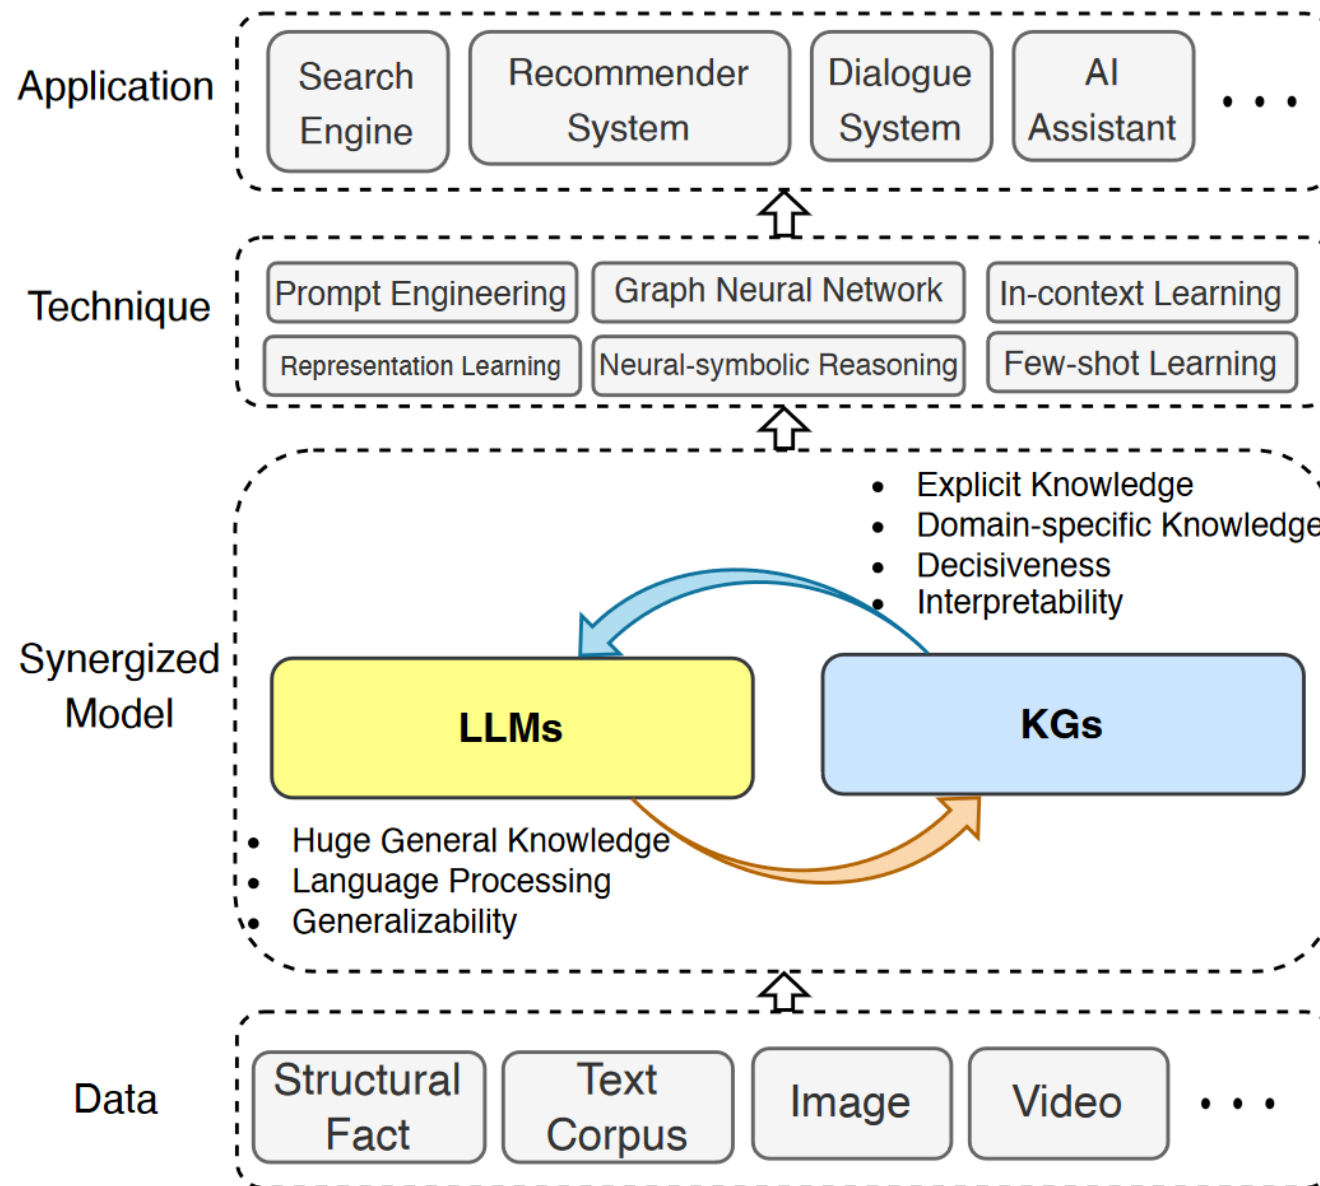 Application
Search
Engine
Recommender
System
Dialogue
System
AI
Assistant
• • •
Technique
Prompt Engineering
Graph Neural Network
In-context Learning
Representation Learning
Neural-symbolic Reasoning
Few-shot Learning
Synergized
Model
• Explicit Knowledge
• Domain-specific Knowledge
• Decisiveness
• Interpretability
LLMs
KGs
• Huge General Knowledge
• Language Processing
• Generalizability
Data
Structural
Fact
Text
Corpus
Image
Video
• • •